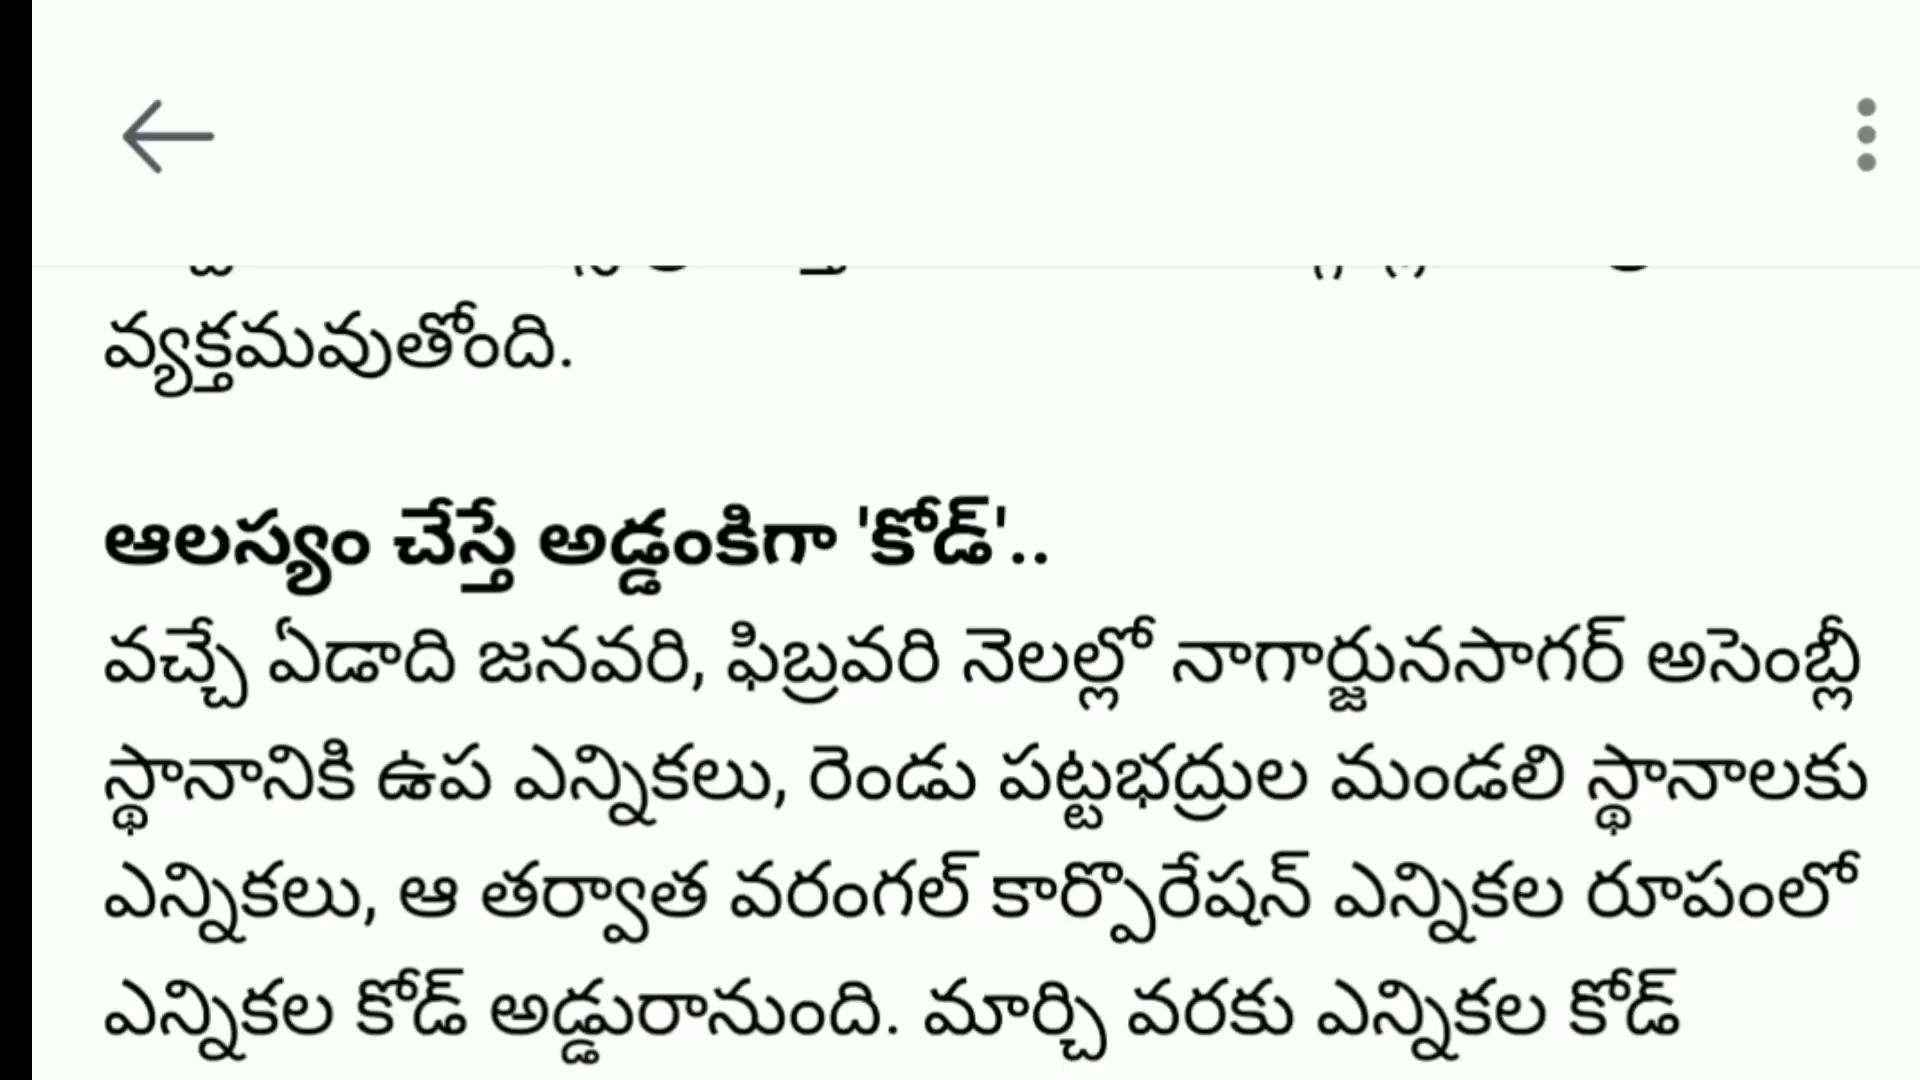 వ్యక్తమవుతోంది.
ఆలస్యం చేస్తే అడ్డంకిగా 'కోడ్'..
వచ్చే ఏడాది జనవరి, ఫిబ్రవరి నెలల్లో నాగార్జునసాగర్ అసెంబ్లీ
స్థానానికి ఉప ఎన్నికలు, రెండు పట్టభద్రుల మండలి స్థానాలకు
ఎన్నికలు, ఆ తర్వాత వరంగల్ కార్పొరేషన్ ఎన్నికల రూపంలో
ఎన్నికల కోడ్ అడ్డురానుంది. మార్చి వరకు ఎన్నికల కోడ్